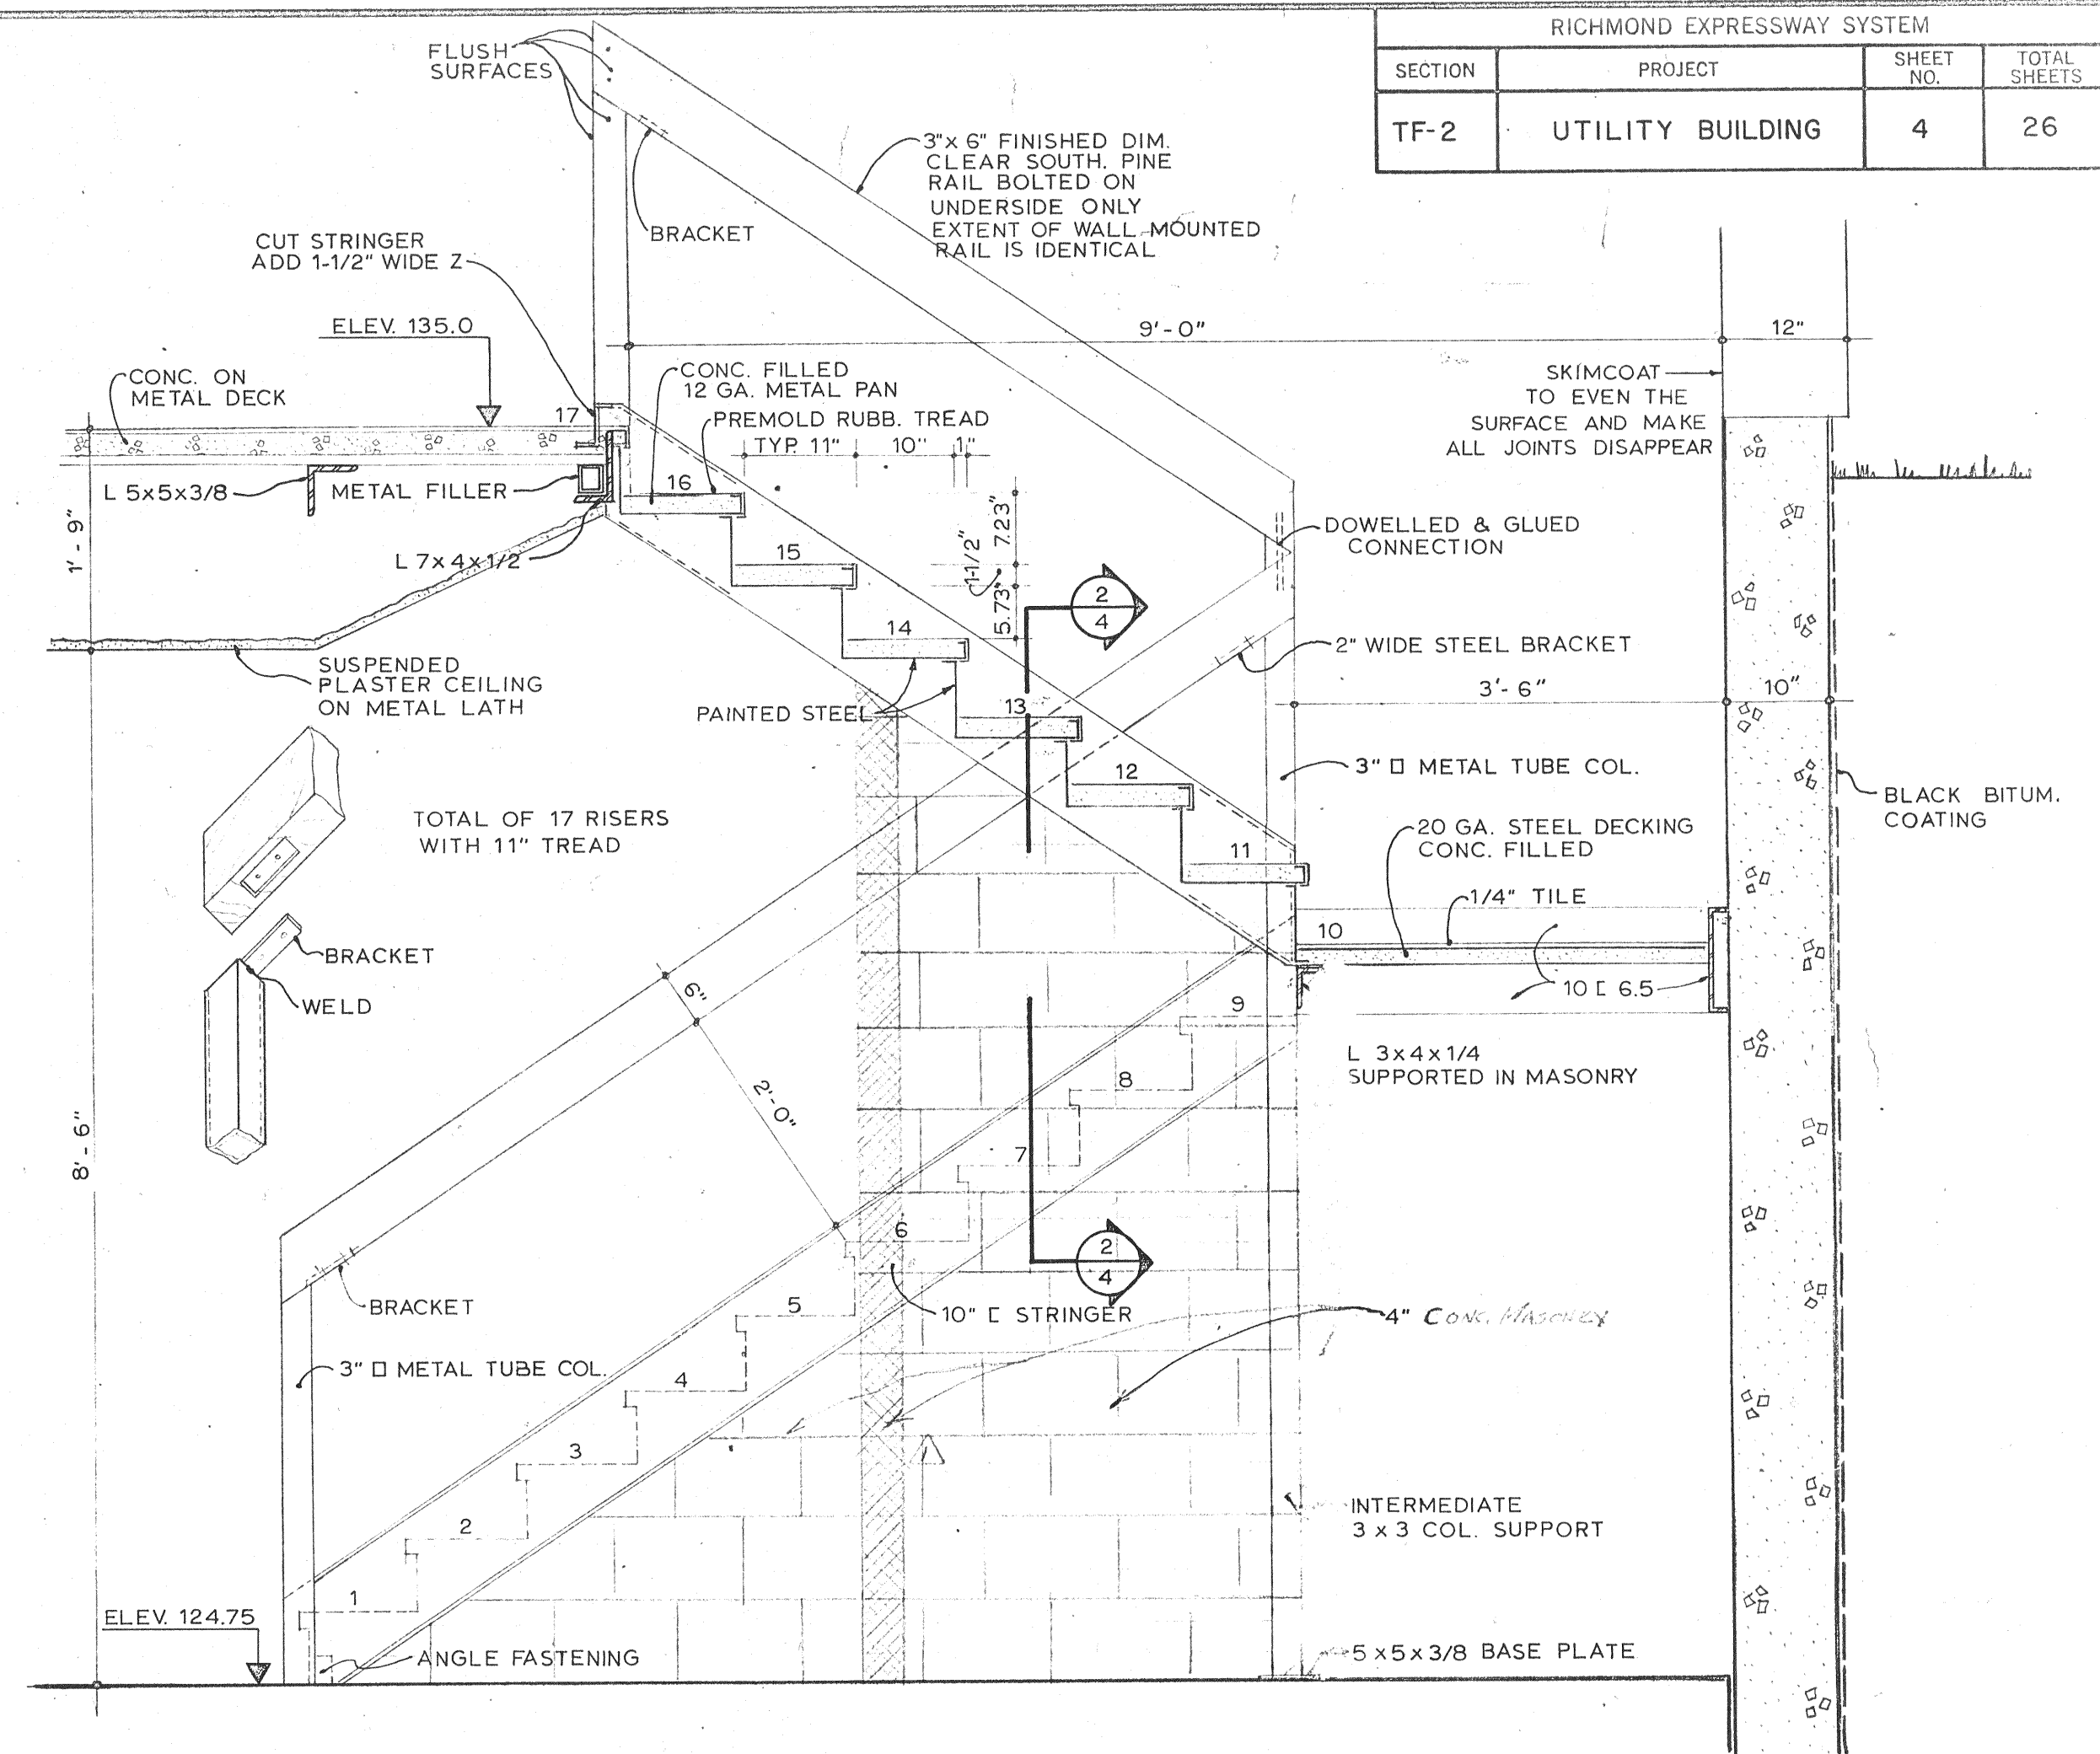 RICHMOND EXPRESSWAY SYSTEM
SECTION
PROJECT
SHEET
NO.
TOTAL
SHEETS
TF-2
UTILITY BUILDING
4
26
FLUSH
SURFACES
3"x 6" FINISHED DIM.
CLEAR SOUTH. PINE
RAIL BOLTED ON
UNDERSIDE ONLY
EXTENT OF WALL MOUNTED
RAIL IS IDENTICAL
BRACKET
CUT STRINGER
ADD 1-1/2" WIDE Z
ELEV. 135.0
9'-0"
12"
CONC. ON
METAL DECK
CONC. FILLED
12 GA. METAL PAN
PREMOLD RUBB. TREAD
TYP. 11"
10"
1"
SKIMCOAT
TO EVEN THE
SURFACE AND MAKE
ALL JOINTS DISAPPEAR
17
L 5x5x3/8
METAL FILLER
16
L 7x4x1/2
1'-9"
15
1-1/2"
7.23"
5.73"
DOWELLED & GLUED
CONNECTION
2
4
14
2" WIDE STEEL BRACKET
SUSPENDED
PLASTER CEILING
ON METAL LATH
PAINTED STEEL
13
3'-6"
10"
12
3" □ METAL TUBE COL.
BLACK BITUM.
COATING
TOTAL OF 17 RISERS
WITH 11" TREAD
11
20 GA. STEEL DECKING
CONC. FILLED
1/4" TILE
10
BRACKET
WELD
6"
9
10 [ 6.5
L 3x4x1/4
SUPPORTED IN MASONRY
8
2'-0"
8'-6"
7
6
2
4
5
BRACKET
10" [ STRINGER
4" CONC. MASONRY
3" □ METAL TUBE COL.
4
3
2
INTERMEDIATE
3 x 3 COL. SUPPORT
1
ELEV. 124.75
ANGLE FASTENING
5x5x3/8 BASE PLATE